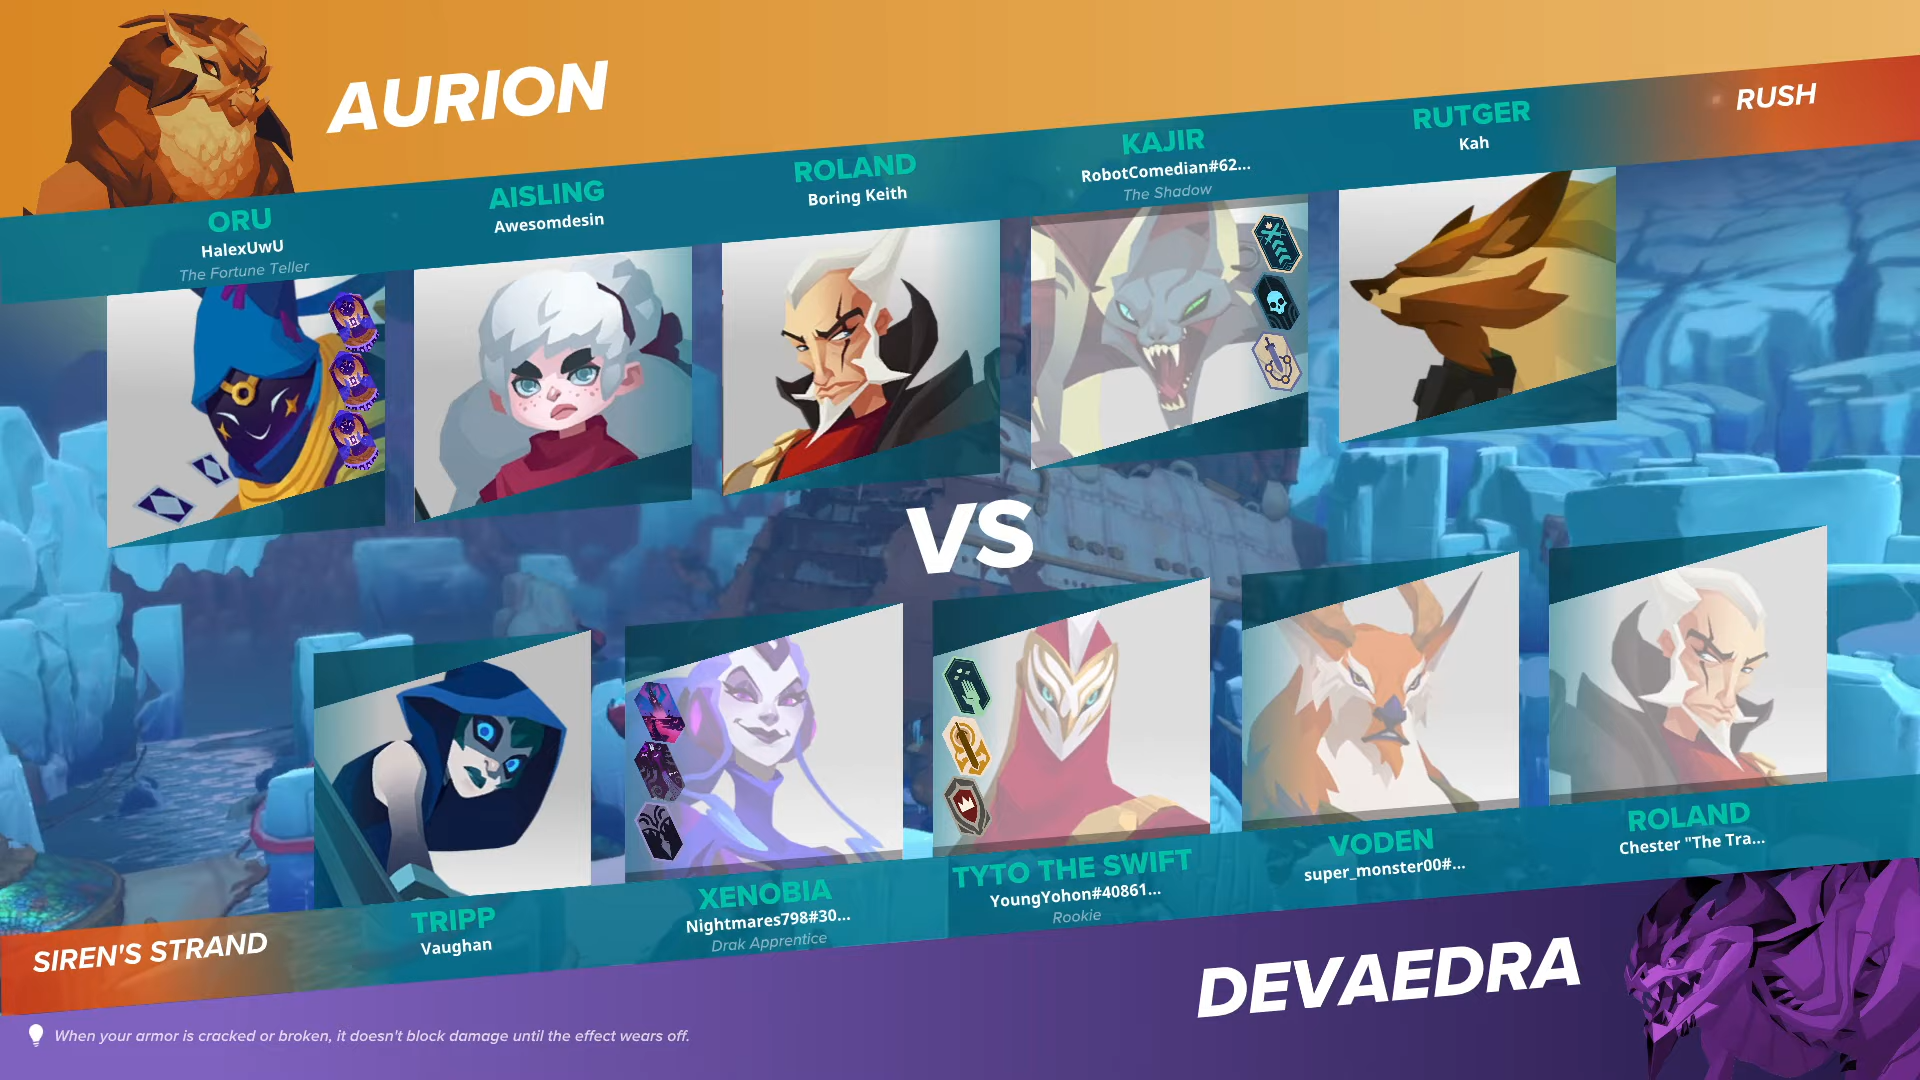 AURION
RUSH
ORU
HalexUwU
The Fortune Teller
AISLING
Awesomdesin
ROLAND
Boring Keith
KAJIR
RobotComedian#62...
The Shadow
RUTGER
Kah
VS
TRIPP
Vaughan
XENOBIA
Nightmares798#30...
Drak Apprentice
TYTO THE SWIFT
YoungYohon#40861...
Rookie
VODEN
super_monster00#...
ROLAND
Chester "The Tra...
SIREN'S STRAND
DEVAEDRA
When your armor is cracked or broken, it doesn't block damage until the effect wears off.